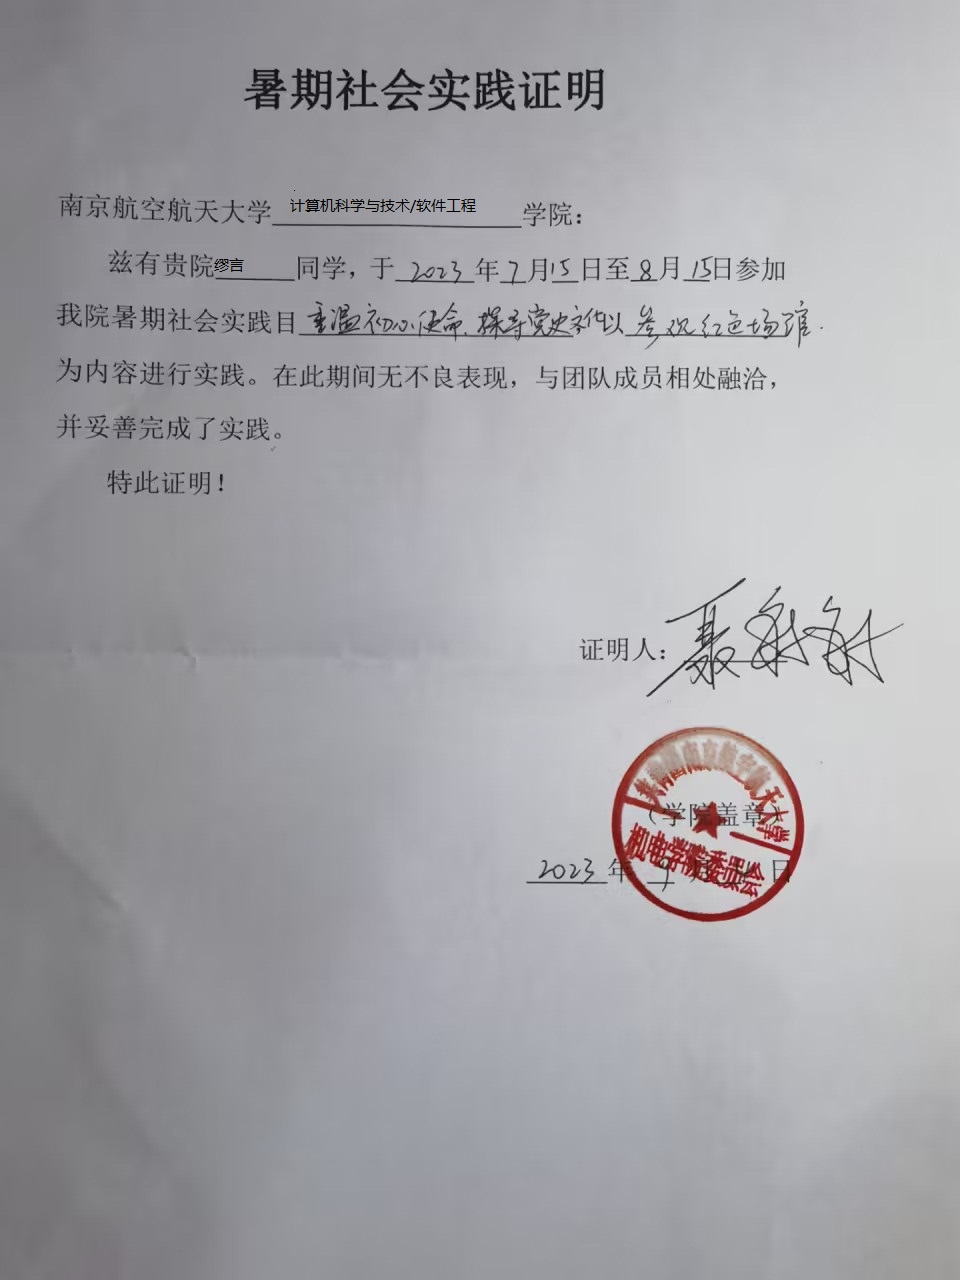 暑期社会实践证明
南京航空航天大学计算机科学与技术/软件工程学院：
兹有贵院缪言同学，于2023年7月15日至8月15日参加
我院暑期社会实践目重温初心使命、探寻党史文化以参观红色场馆
为内容进行实践。在此期间无不良表现，与团队成员相处融洽，
并妥善完成了实践。
特此证明！
证明人：聂
共青团南京航空航天大学
（学院盖章）
机电学院委员会
2023年9月日